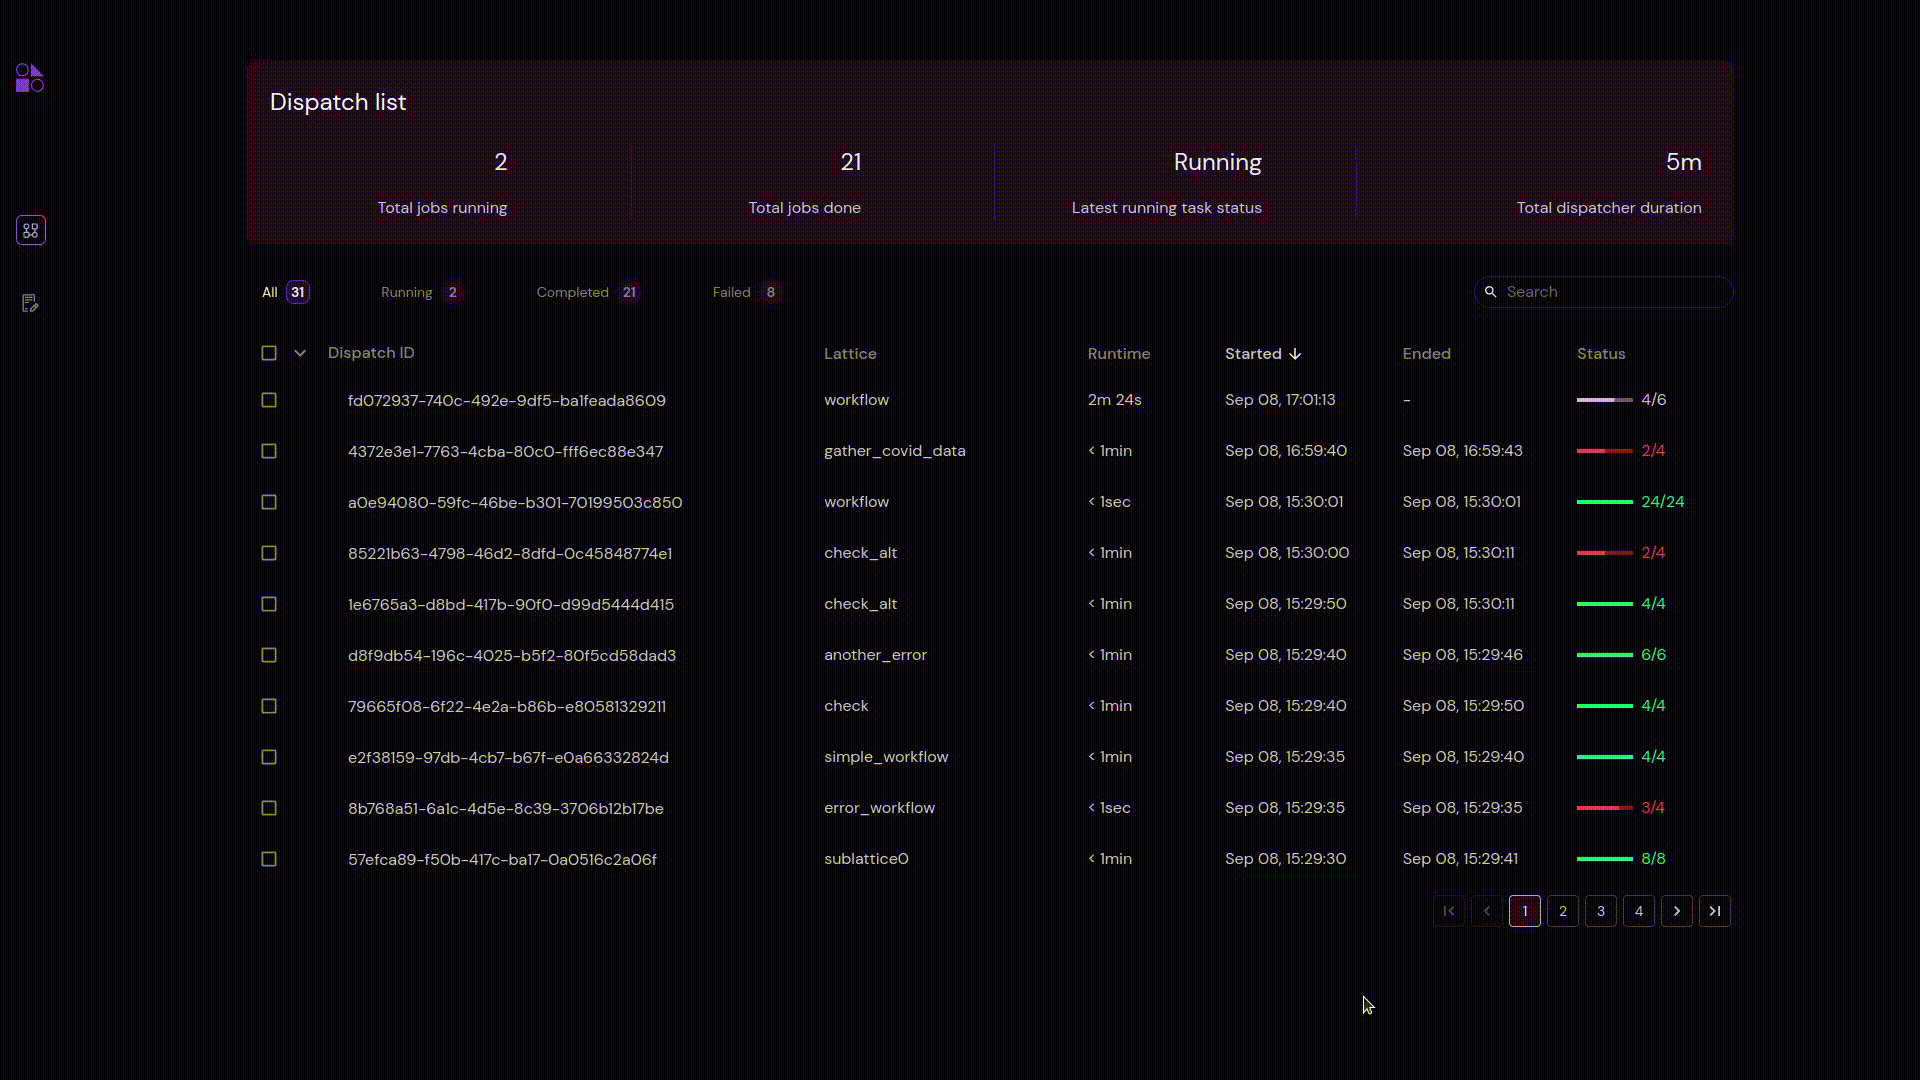 Dispatch list
2 21 Running 5m
Total jobs running Total jobs done Latest running task status Total dispatcher duration
All 31 Running 2 Completed 21 Failed 8 Search
Dispatch ID Lattice Runtime Started Ended Status
fd072937-740c-492e-9df5-ba1feada8609 workflow 2m 24s Sep 08, 17:01:13 - 4/6
4372e3e1-7763-4cba-80c0-fff6ec88e347 gather_covid_data < 1min Sep 08, 16:59:40 Sep 08, 16:59:43 2/4
a0e94080-59fc-46be-b301-70199503c850 workflow < 1sec Sep 08, 15:30:01 Sep 08, 15:30:01 24/24
85221b63-4798-46d2-8dfd-0c45848774e1 check_alt < 1min Sep 08, 15:30:00 Sep 08, 15:30:11 2/4
1e6765a3-d8bd-417b-90f0-d99d5444d415 check_alt < 1min Sep 08, 15:29:50 Sep 08, 15:30:11 4/4
d8f9db54-196c-4025-b5f2-80f5cd58dad3 another_error < 1min Sep 08, 15:29:40 Sep 08, 15:29:46 6/6
79665f08-6f22-4e2a-b86b-e80581329211 check < 1min Sep 08, 15:29:40 Sep 08, 15:29:50 4/4
e2f38159-97db-4cb7-b67f-e0a66332824d simple_workflow < 1min Sep 08, 15:29:35 Sep 08, 15:29:40 4/4
8b768a51-6a1c-4d5e-8c39-3706b12b17be error_workflow < 1sec Sep 08, 15:29:35 Sep 08, 15:29:35 3/4
57efca89-f50b-417c-ba17-0a0516c2a06f sublattice0 < 1min Sep 08, 15:29:30 Sep 08, 15:29:41 8/8
1 2 3 4